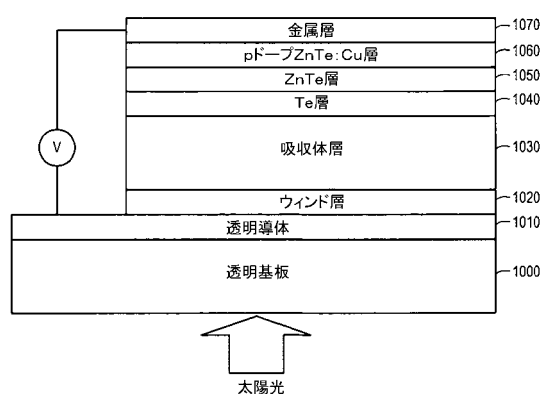 金属層 1070
pドープZnTe:Cu層 1060
ZnTe層 1050
Te層 1040
吸収体層 1030
V
ウィンド層 1020
透明導体 1010
透明基板 1000
太陽光